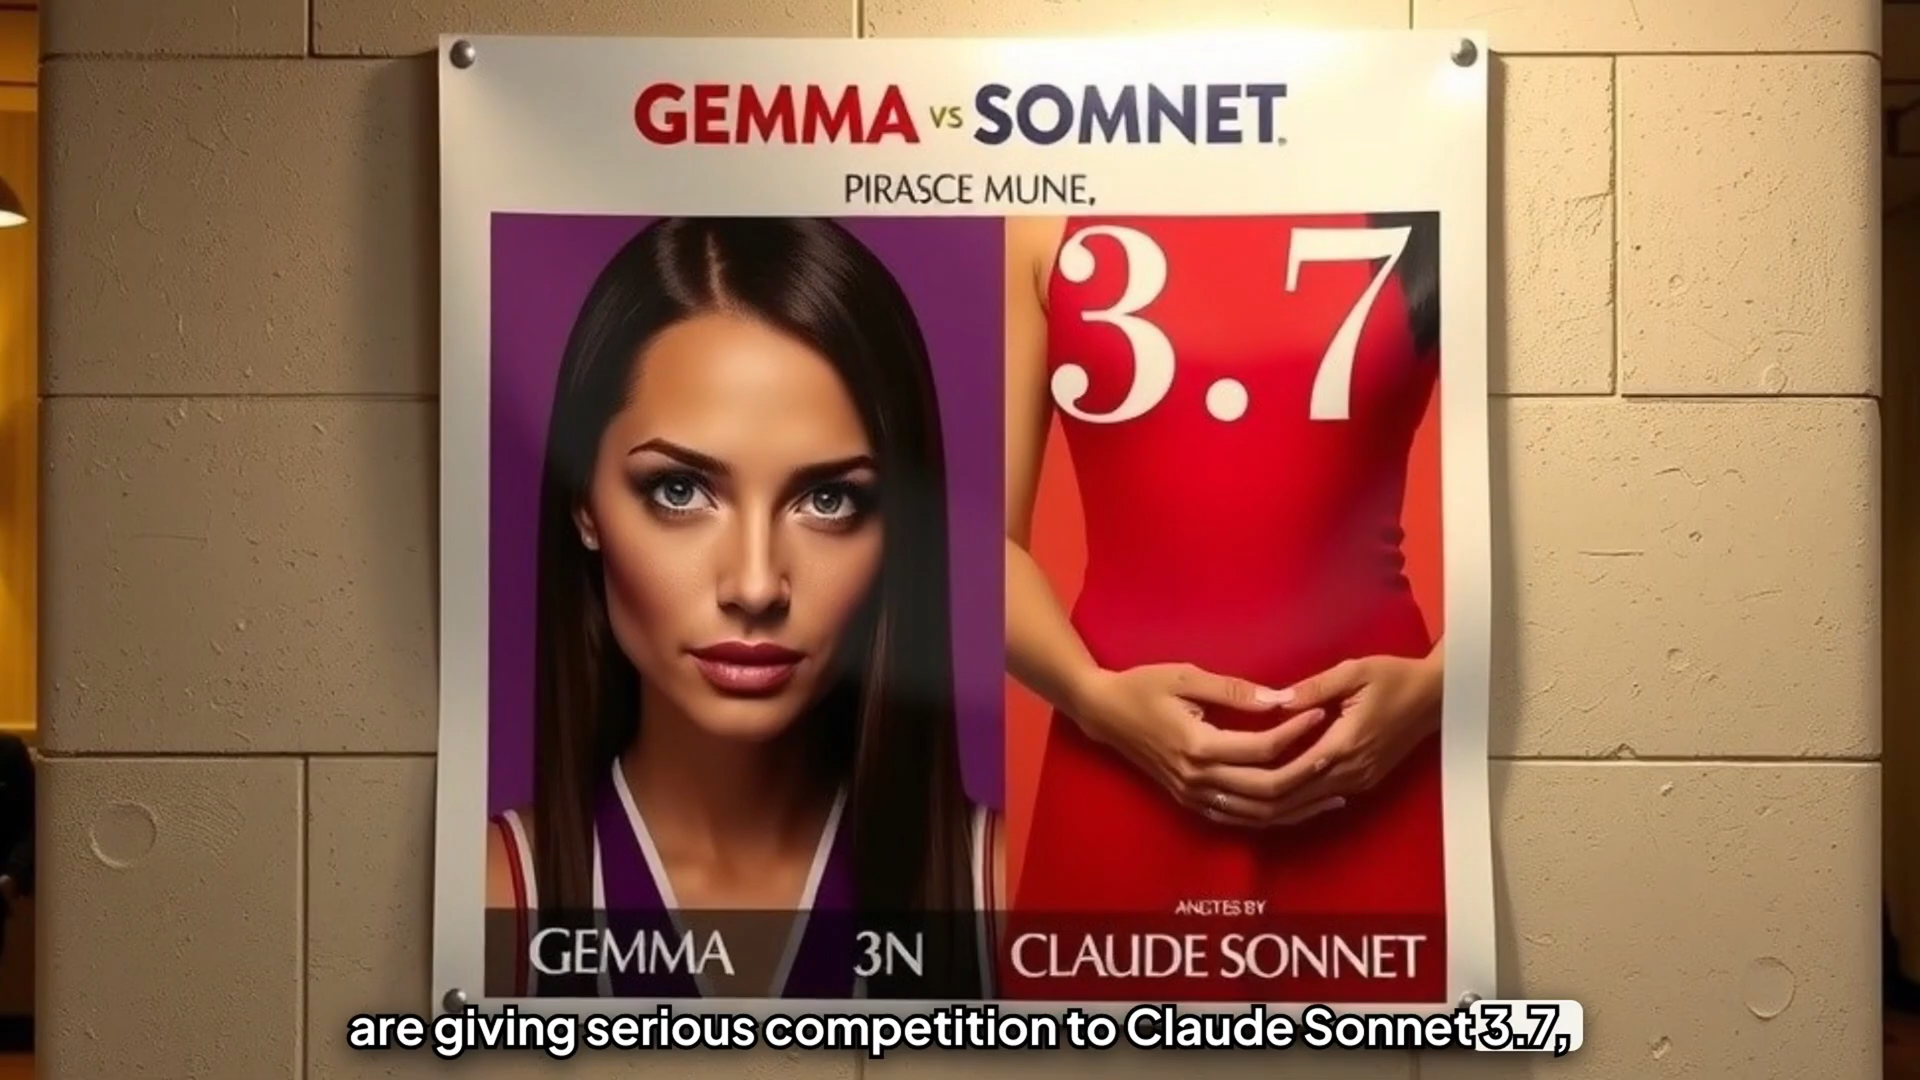 GEMMA VS SOMNET
PIRASCE MUNE,
3.7
ANCTES BY
GEMMA 3N CLAUDE SONNET
are giving serious competition to Claude Sonnet 3.7,